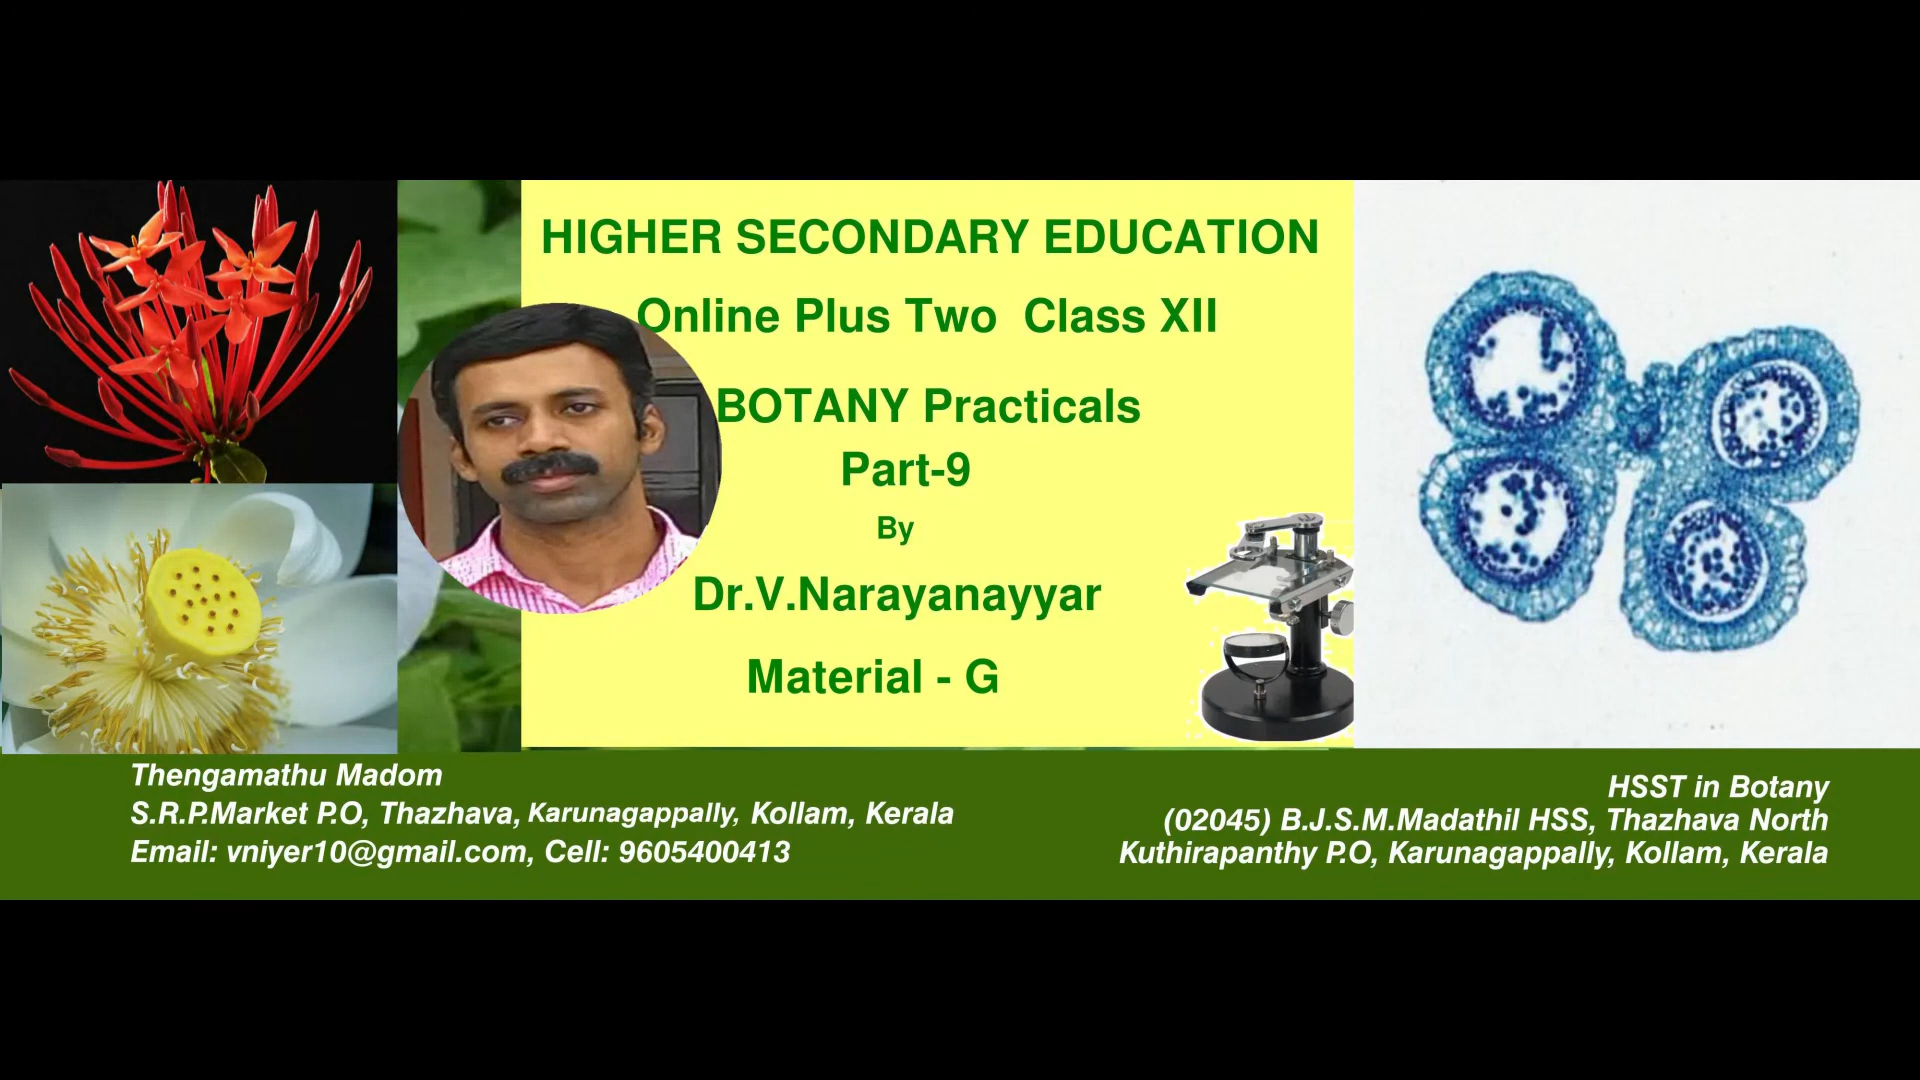 HIGHER SECONDARY EDUCATION
Online Plus Two Class XII
BOTANY Practicals
Part-9
By
Dr.V.Narayanayyar
Material - G
Thengamathu Madom
S.R.P.Market P.O, Thazhava, Karunagappally, Kollam, Kerala
Email: vniyer10@gmail.com, Cell: 9605400413
HSST in Botany
(02045) B.J.S.M.Madathil HSS, Thazhava North
Kuthirapanthy P.O, Karunagappally, Kollam, Kerala